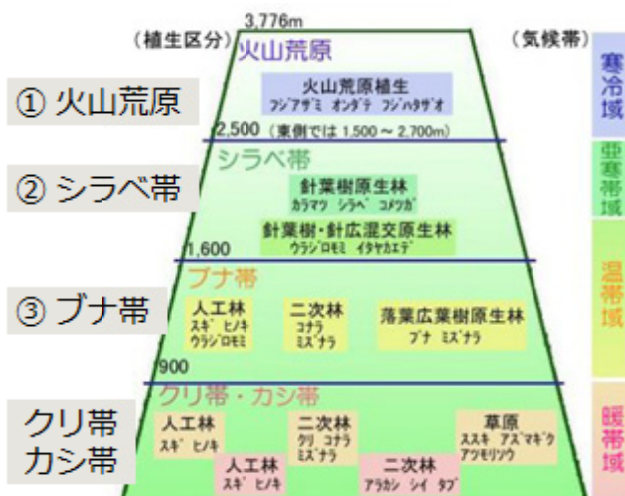 3,776m
(植生区分)
(気候帯)
火山荒原
① 火山荒原
火山荒原植生
フジアザミ オンタデ フジハタザオ
寒冷域
2,500 (東側では 1,500 ~ 2,700m)
シラベ帯
② シラベ帯
針葉樹原生林
カラマツ シラベ コメツガ
亜寒帯域
針葉樹・針広混交原生林
ウラジロモミ イタヤカエデ
1,600
ブナ帯
③ ブナ帯
人工林
スギ ヒノキ
ウラジロモミ
二次林
コナラ
ミズナラ
落葉広葉樹原生林
ブナ ミズナラ
温帯域
900
クリ帯・カシ帯
クリ帯
カシ帯
人工林
スギ ヒノキ
二次林
クリ コナラ
ミズナラ
草原
ススキ アズマギク
アツモリソウ
人工林
スギ ヒノキ
二次林
アラカシ シイ タブ
暖帯域